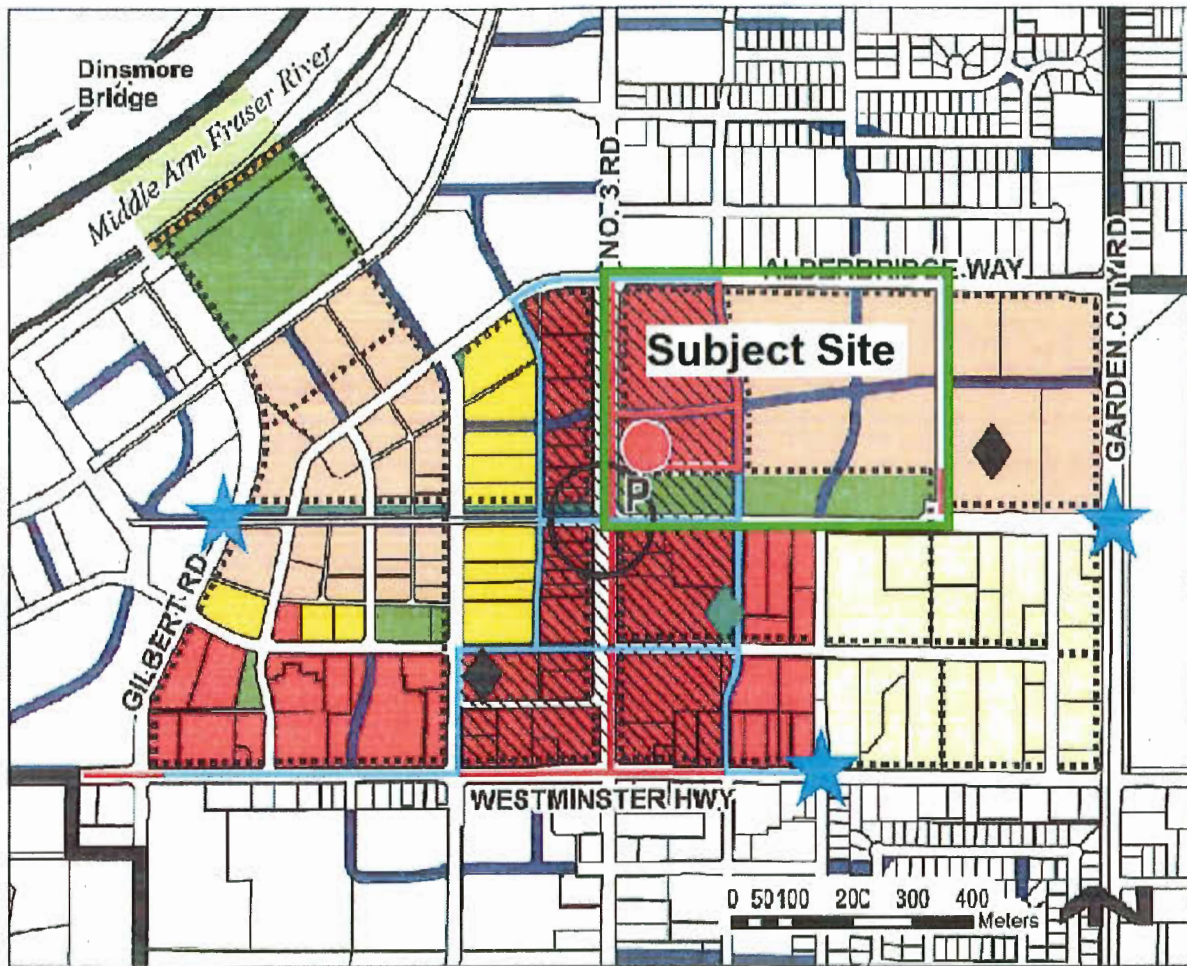 Dinsmore
Bridge
Middle Arm Fraser River
NO. 3 RD
ALDERBRIDGE WAY
GARDEN CITY RD
Subject Site
P
GILBERT RD
WESTMINSTER HWY
0 50 100 200 300 400
Meters